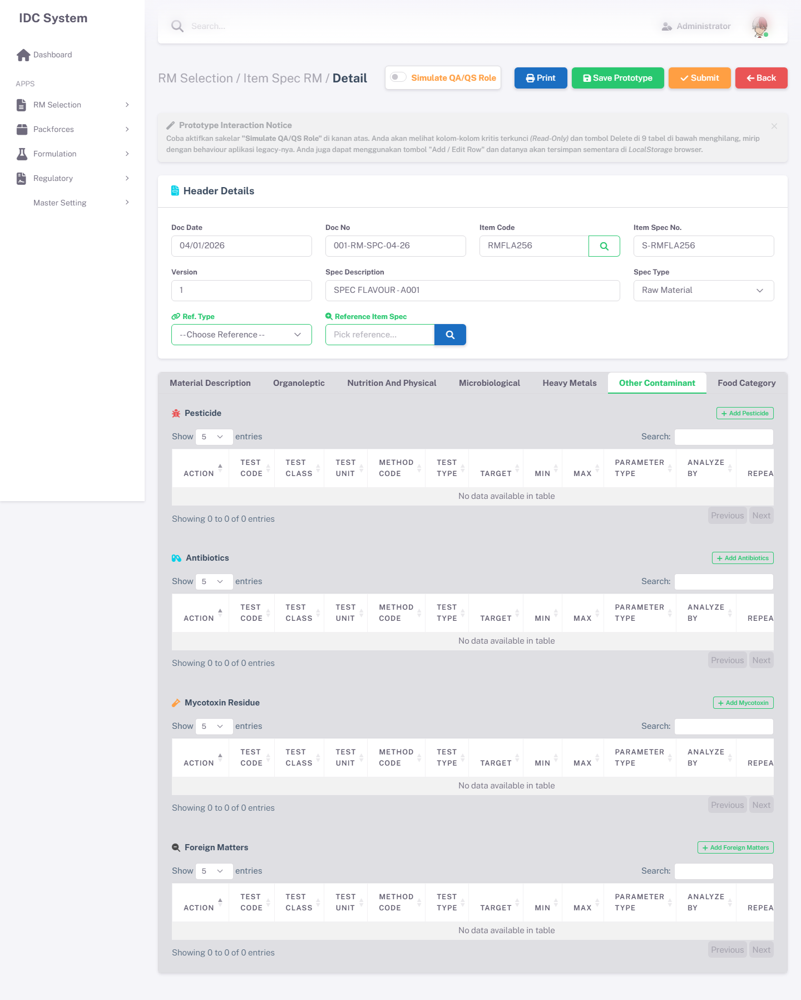 IDC System
Search...
Administrator
Dashboard
APPS
RM Selection
Packforces
Formulation
Regulatory
Master Setting
RM Selection / Item Spec RM / Detail
Simulate QA/QS Role
Print
Save Prototype
Submit
Back
Prototype Interaction Notice
Coba aktifkan sakelar "Simulate QA/QS Role" di kanan atas. Anda akan melihat kolom-kolom kritis terkunci (Read-Only) dan tombol Delete di 9 tabel di bawah menghilang, mirip
dengan behaviour aplikasi legacy-nya. Anda juga dapat menggunakan tombol "Add / Edit Row" dan datanya akan tersimpan sementara di LocalStorage browser.
Header Details
Doc Date Doc No Item Code Item Spec No.
04/01/2026 001-RM-SPC-04-26 RMFLA256 S-RMFLA256
Version Spec Description Spec Type
1 SPEC FLAVOUR - A001 Raw Material
Ref. Type Reference Item Spec
-- Choose Reference -- Pick reference...
Material Description Organoleptic Nutrition And Physical Microbiological Heavy Metals Other Contaminant Food Category
Pesticide
+ Add Pesticide
Show 5 entries
Search:
ACTION TEST CODE TEST CLASS TEST UNIT METHOD CODE TEST TYPE TARGET MIN MAX PARAMETER TYPE ANALYZE BY REPEA
No data available in table
Showing 0 to 0 of 0 entries
Previous Next
Antibiotics
+ Add Antibiotics
Show 5 entries
Search:
ACTION TEST CODE TEST CLASS TEST UNIT METHOD CODE TEST TYPE TARGET MIN MAX PARAMETER TYPE ANALYZE BY REPEA
No data available in table
Showing 0 to 0 of 0 entries
Previous Next
Mycotoxin Residue
+ Add Mycotoxin
Show 5 entries
Search:
ACTION TEST CODE TEST CLASS TEST UNIT METHOD CODE TEST TYPE TARGET MIN MAX PARAMETER TYPE ANALYZE BY REPEA
No data available in table
Showing 0 to 0 of 0 entries
Previous Next
Foreign Matters
+ Add Foreign Matters
Show 5 entries
Search:
ACTION TEST CODE TEST CLASS TEST UNIT METHOD CODE TEST TYPE TARGET MIN MAX PARAMETER TYPE ANALYZE BY REPEA
No data available in table
Showing 0 to 0 of 0 entries
Previous Next